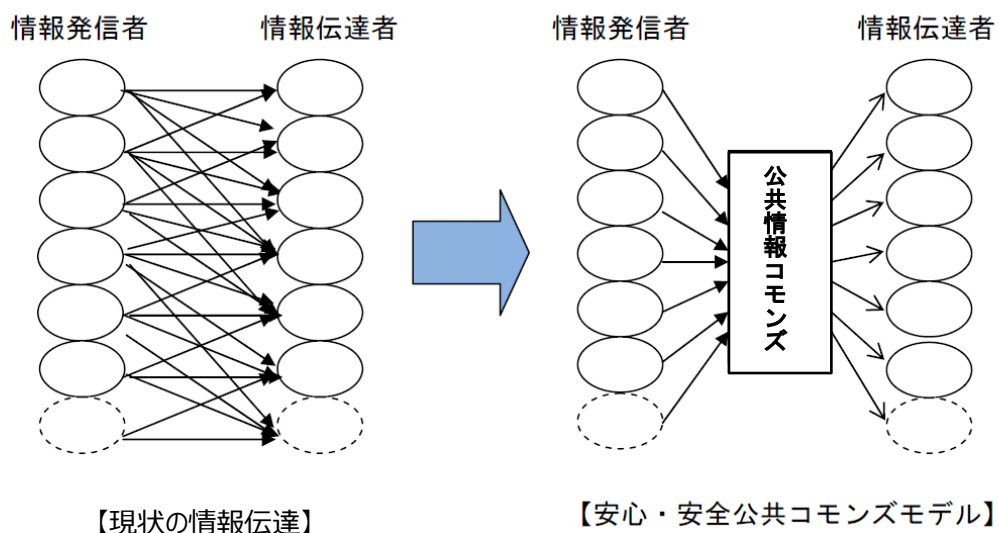 情報発信者
情報伝達者
情報発信者
情報伝達者
公共情報コモンズ
【現状の情報伝達】
【安心・安全公共コモンズモデル】